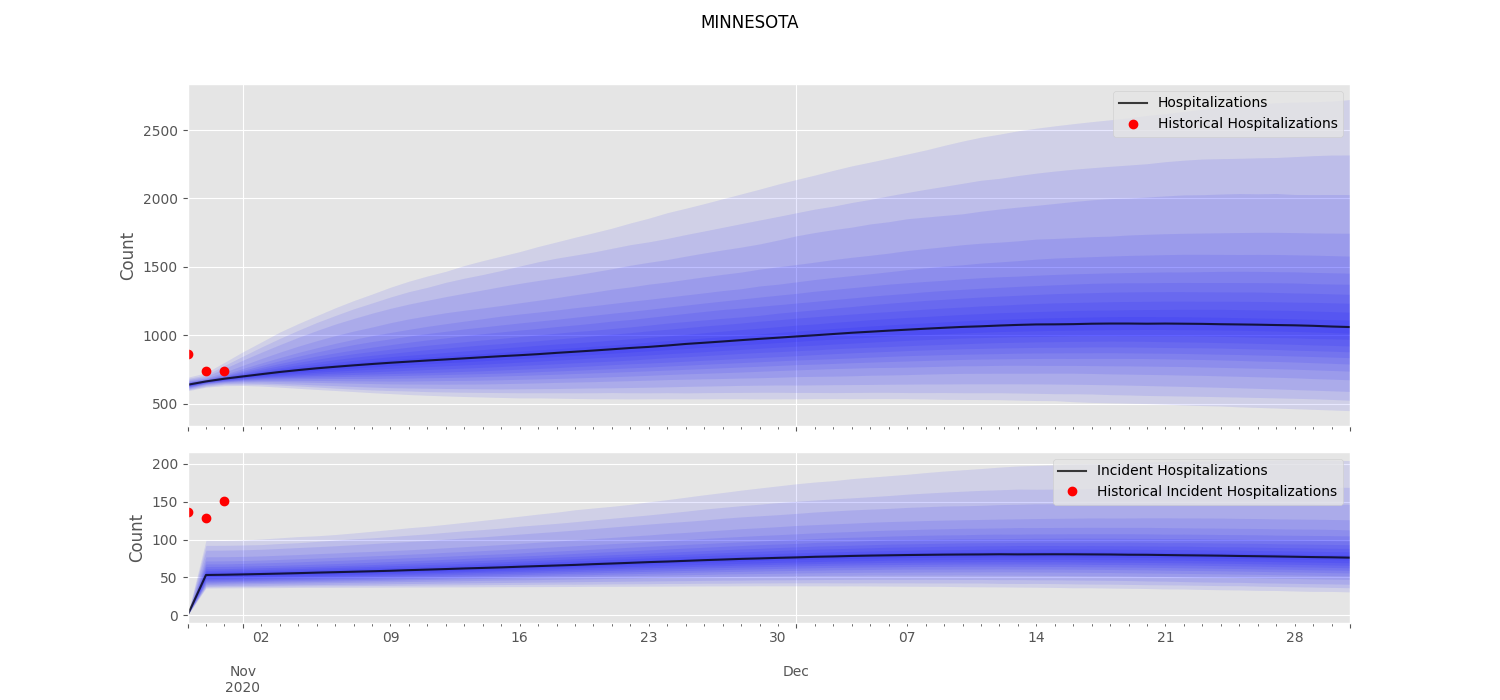 MINNESOTA
Hospitalizations
Historical Hospitalizations
2500
2000
1500
1000
500
Count
Incident Hospitalizations
Historical Incident Hospitalizations
200
150
100
50
0
Count
02 09 16 23 30 07 14 21 28
Nov Dec
2020